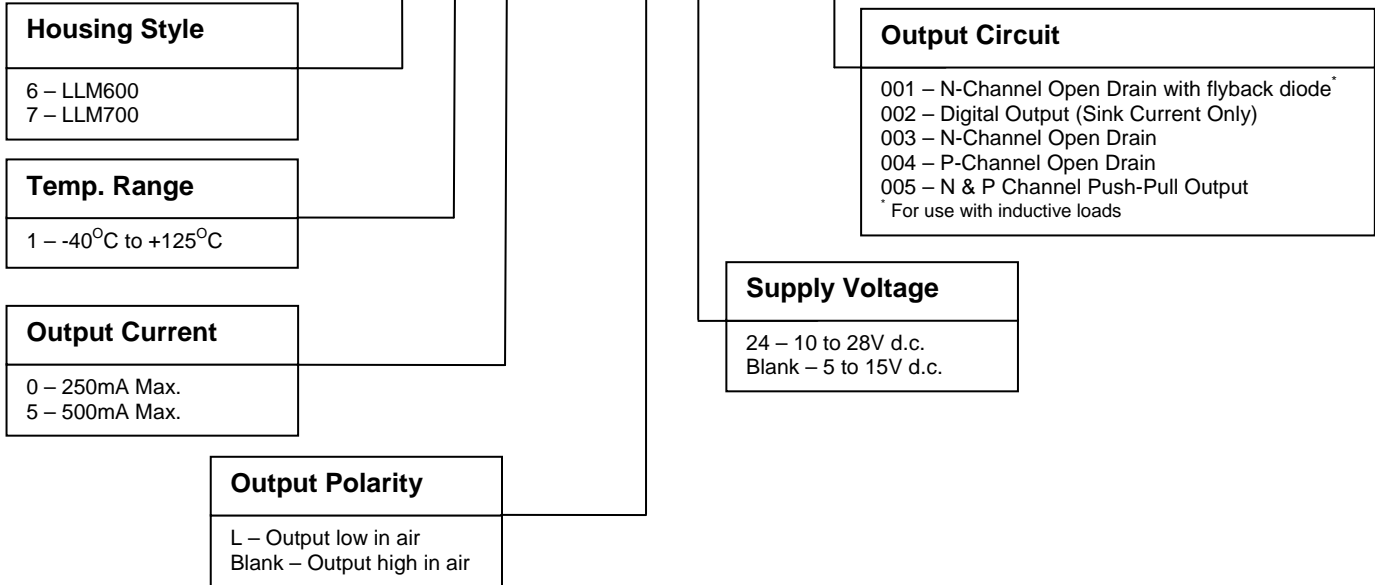 Housing Style
6 – LLM600
7 – LLM700
Temp. Range
1 – -40°C to +125°C
Output Current
0 – 250mA Max.
5 – 500mA Max.
Output Polarity
L – Output low in air
Blank – Output high in air
Output Circuit
001 – N-Channel Open Drain with flyback diode*
002 – Digital Output (Sink Current Only)
003 – N-Channel Open Drain
004 – P-Channel Open Drain
005 – N & P Channel Push-Pull Output
* For use with inductive loads
Supply Voltage
24 – 10 to 28V d.c.
Blank – 5 to 15V d.c.